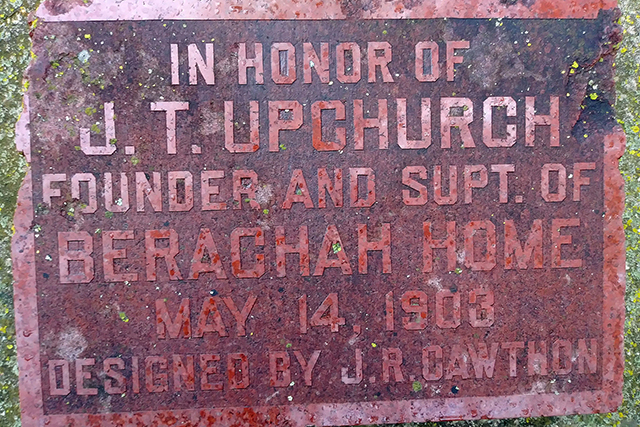 IN HONOR OF
J. T. UPCHURCH
FOUNDER AND SUPT. OF
BERACHAH HOME
MAY 14, 1903
DESIGNED BY J.R. CAWTHON